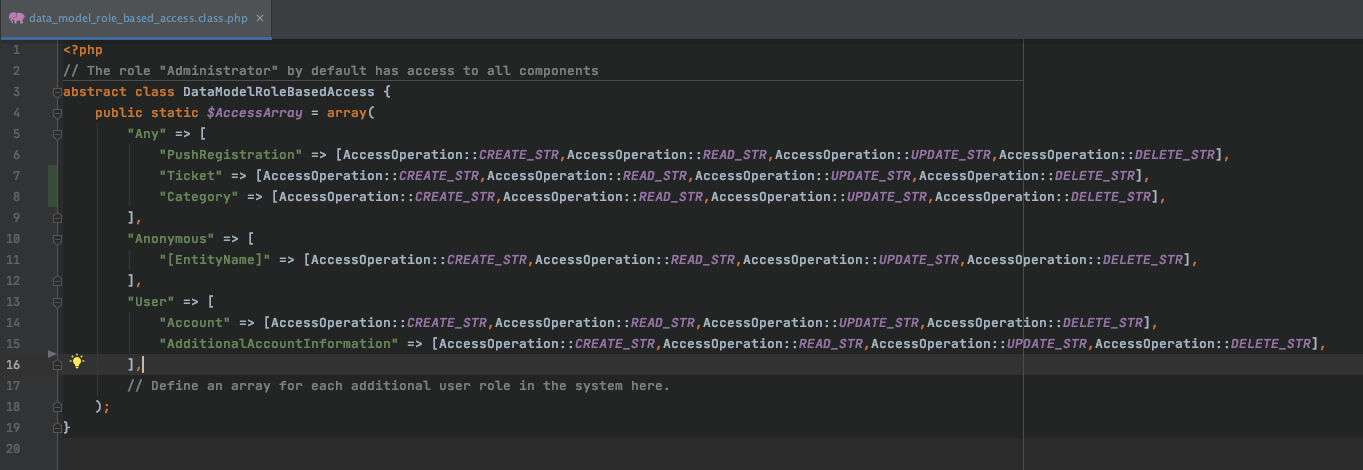 data_model_role_based_access.class.php ×
1 <?php
2 // The role "Administrator" by default has access to all components
3 abstract class DataModelRoleBasedAccess {
4 public static $AccessArray = array(
5 "Any" => [
6 "PushRegistration" => [AccessOperation::CREATE_STR,AccessOperation::READ_STR,AccessOperation::UPDATE_STR,AccessOperation::DELETE_STR],
7 "Ticket" => [AccessOperation::CREATE_STR,AccessOperation::READ_STR,AccessOperation::UPDATE_STR,AccessOperation::DELETE_STR],
8 "Category" => [AccessOperation::CREATE_STR,AccessOperation::READ_STR,AccessOperation::UPDATE_STR,AccessOperation::DELETE_STR],
9 ],
10 "Anonymous" => [
11 "[EntityName]" => [AccessOperation::CREATE_STR,AccessOperation::READ_STR,AccessOperation::UPDATE_STR,AccessOperation::DELETE_STR],
12 ],
13 "User" => [
14 "Account" => [AccessOperation::CREATE_STR,AccessOperation::READ_STR,AccessOperation::UPDATE_STR,AccessOperation::DELETE_STR],
15 "AdditionalAccountInformation" => [AccessOperation::CREATE_STR,AccessOperation::READ_STR,AccessOperation::UPDATE_STR,AccessOperation::DELETE_STR],
16 ],
17 // Define an array for each additional user role in the system here.
18 );
19 }
20